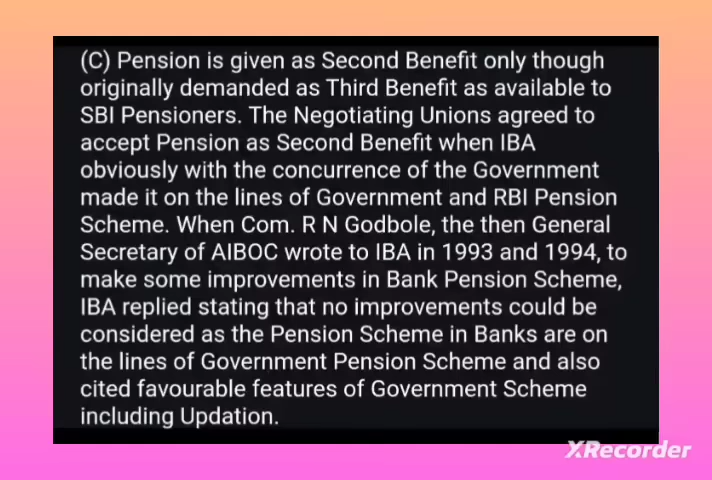 (C) Pension is given as Second Benefit only though
originally demanded as Third Benefit as available to
SBI Pensioners. The Negotiating Unions agreed to
accept Pension as Second Benefit when IBA
obviously with the concurrence of the Government
made it on the lines of Government and RBI Pension
Scheme. When Com. R N Godbole, the then General
Secretary of AIBOC wrote to IBA in 1993 and 1994, to
make some improvements in Bank Pension Scheme,
IBA replied stating that no improvements could be
considered as the Pension Scheme in Banks are on
the lines of Government Pension Scheme and also
cited favourable features of Government Scheme
including Updation.
XRecorder